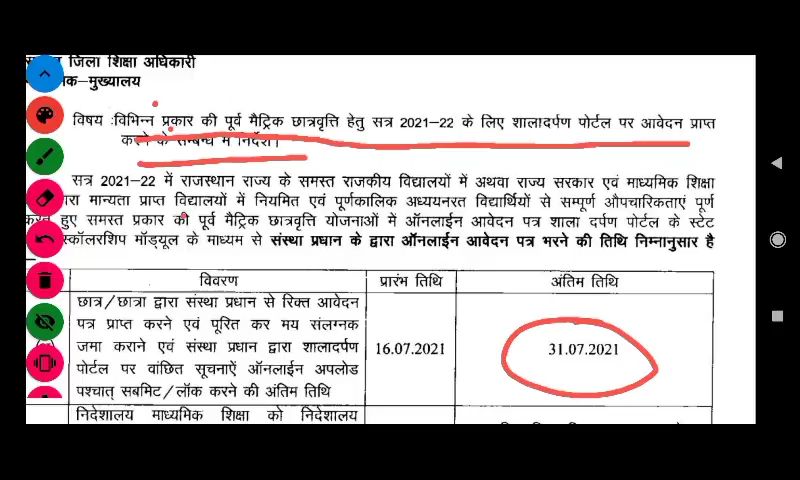 जिला शिक्षा अधिकारी
मुख्यालय
विषय :विभिन्न प्रकार की पूर्व मैट्रिक छात्रवृत्ति हेतु सत्र 2021–22 के लिए शालादर्पण पोर्टल पर आवेदन प्राप्त
करने के सम्बन्ध में निर्देश।
सत्र 2021–22 में राजस्थान राज्य के समस्त राजकीय विद्यालयों में अथवा राज्य सरकार एवं माध्यमिक शिक्षा
मान्यता प्राप्त विद्यालयों में नियमित एवं पूर्णकालिक अध्ययनरत विद्यार्थियों से सम्पूर्ण औपचारिकताएं पूर्ण
करते हुए समस्त प्रकार की पूर्व मैट्रिक छात्रवृत्ति योजनाओं में ऑनलाईन आवेदन पत्र शाला दर्पण पोर्टल के स्टेट
स्कॉलरशिप मॉड्यूल के माध्यम से संस्था प्रधान के द्वारा ऑनलाईन आवेदन पत्र भरने की तिथि निम्नानुसार है
विवरण प्रारंभ तिथि अंतिम तिथि
छात्र/छात्रा द्वारा संस्था प्रधान से रिक्त आवेदन
पत्र प्राप्त करने एवं पूरित कर मय संलग्नक
जमा कराने एवं संस्था प्रधान द्वारा शालादर्पण 16.07.2021 31.07.2021
पोर्टल पर वांछित सूचनाऐं ऑनलाईन अपलोड
पश्चात् सबमिट/लॉक करने की अंतिम तिथि
निदेशालय माध्यमिक शिक्षा को निदेशालय